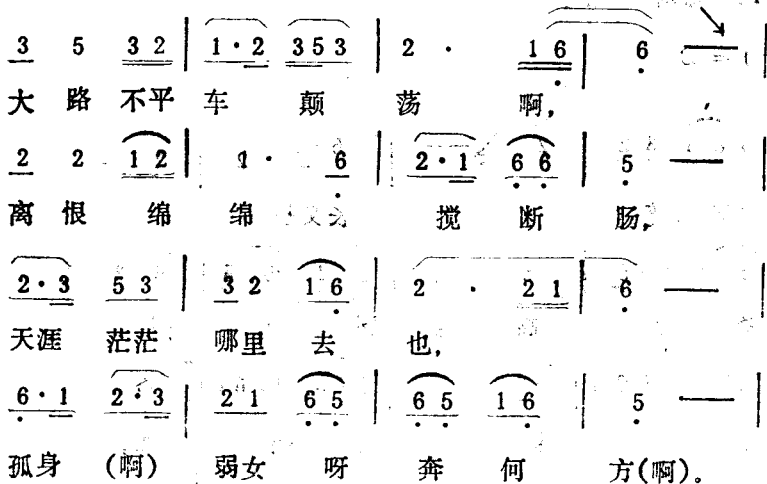 3 5 3 2 | 1 · 2 3 5 3 | 2 · 1 6 | 6 — |
大 路 不平 车 颠 荡 啊,
2 2 1 2 | 1 · 6 | 2 · 1 6 6 | 5 — |
离 恨 绵 绵 搅 断 肠,
2 · 3 5 3 | 3 2 1 6 | 2 · 2 1 | 6 — |
天涯 茫茫 哪里 去 也,
6 · 1 2 · 3 | 2 1 6 5 | 6 5 1 6 | 5 — |
孤身 (啊) 弱女 呀 奔 何 方(啊)。